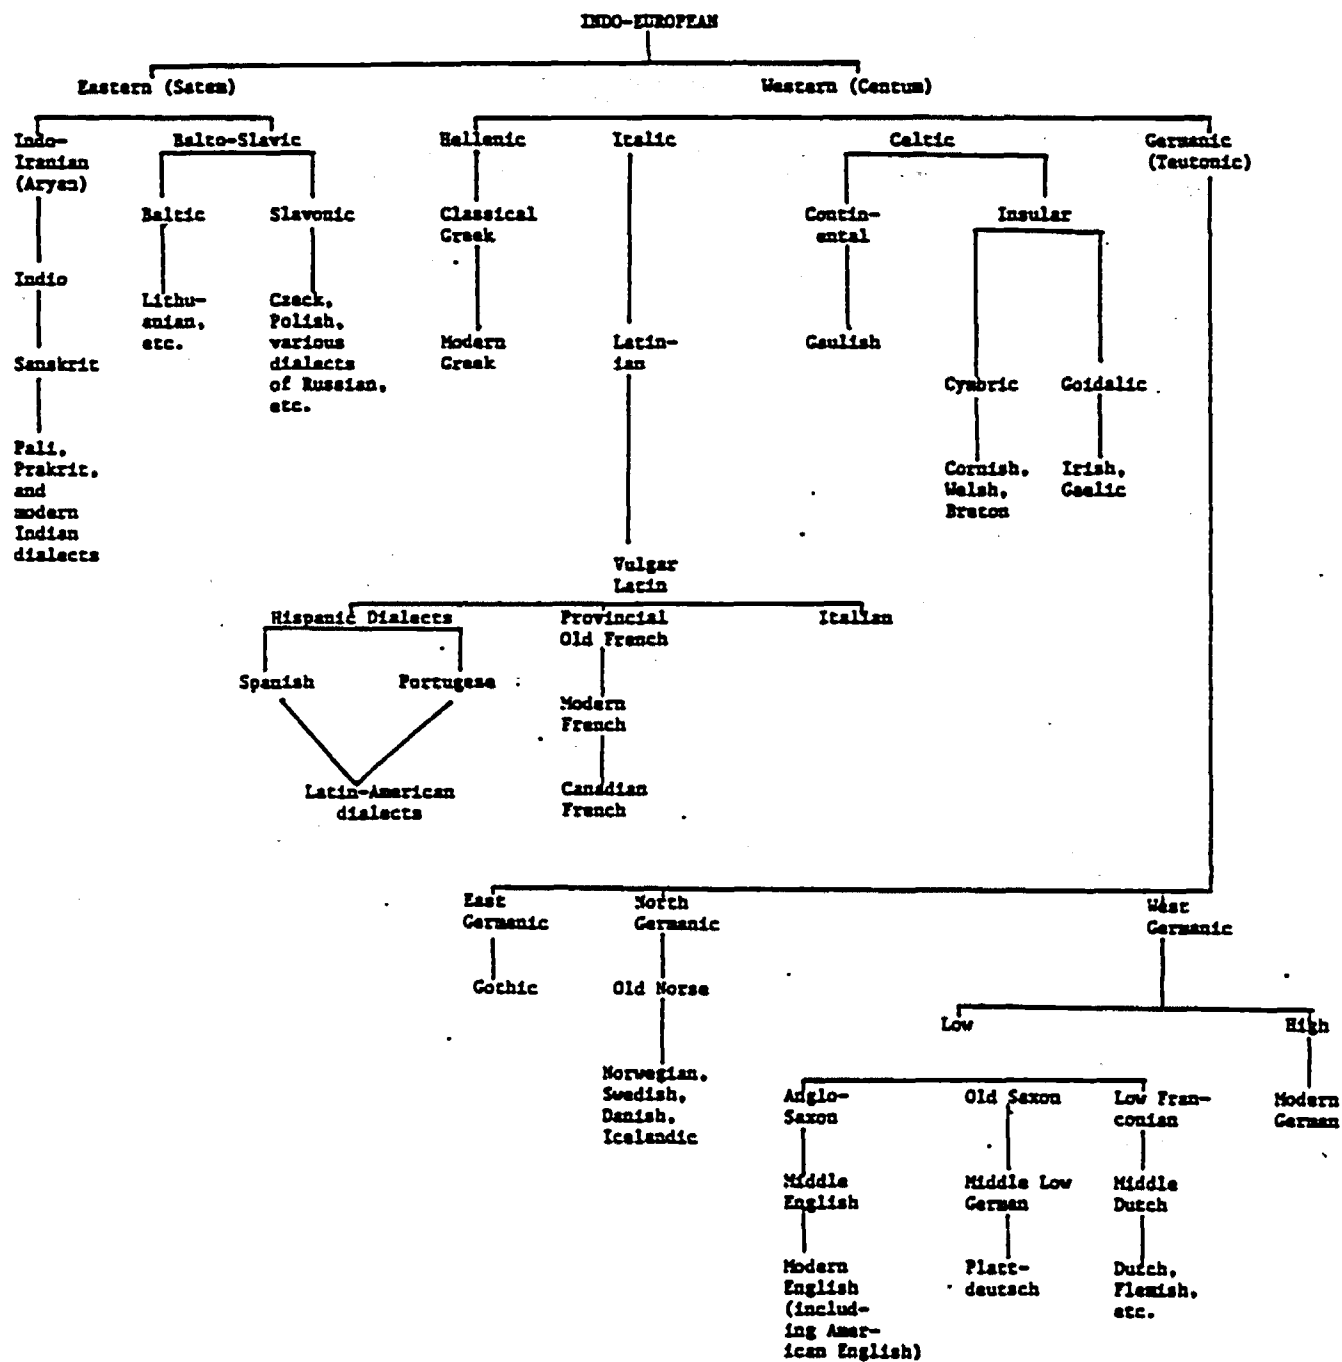 INDO-EUROPEAN
Eastern (Satem)
Western (Centum)
Indo-
Iranian
(Aryan)
Balto-Slavic
Hellenic
Italic
Celtic
Germanic
(Teutonic)
Baltic
Slavonic
Classical
Greek
Contin-
ental
Insular
Indio
Lithu-
anian,
etc.
Czeck,
Polish,
various
dialects
of Russian,
etc.
Modern
Greek
Latin-
ian
Gaulish
Sanskrit
Cymbric
Goidalic
Pali,
Prakrit,
and
modern
Indian
dialects
Cornish,
Welsh,
Breton
Irish,
Gaelic
Vulgar
Latin
Hispanic Dialects
Provincial
Old French
Italian
Spanish
Portugese
Modern
French
Latin-American
dialects
Canadian
French
East
Germanic
North
Germanic
West
Germanic
Gothic
Old Norse
Low
High
Norwegian,
Swedish,
Danish,
Icelandic
Anglo-
Saxon
Old Saxon
Low Fran-
conian
Modern
German
Middle
English
Middle Low
German
Middle
Dutch
Modern
English
(includ-
ing Amer-
ican English)
Platt-
deutsch
Dutch,
Flemish,
etc.